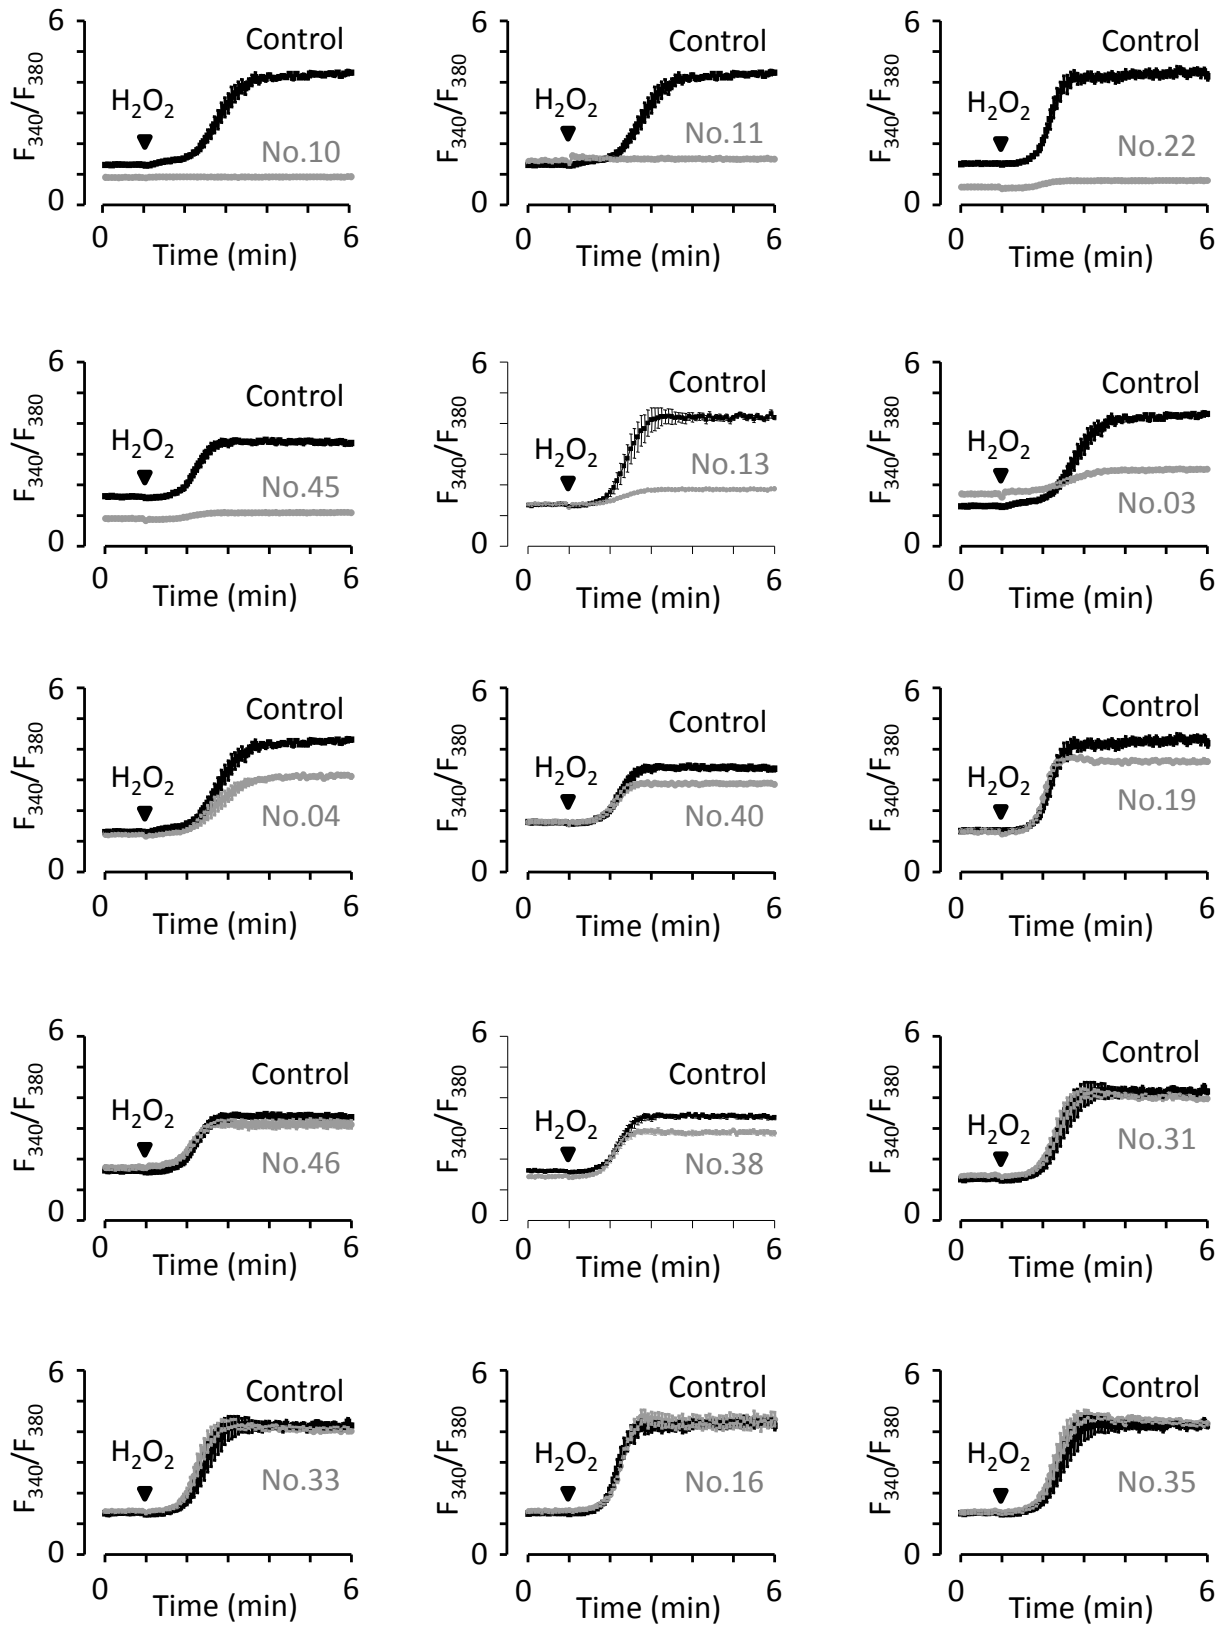 6
Control
F₃₄₀/F₃₈₀
H₂O₂
No.10
0
0
6
Time (min)
6
Control
F₃₄₀/F₃₈₀
H₂O₂
No.11
0
0
6
Time (min)
6
Control
F₃₄₀/F₃₈₀
H₂O₂
No.22
0
0
6
Time (min)
6
Control
F₃₄₀/F₃₈₀
H₂O₂
No.45
0
0
6
Time (min)
6
Control
F₃₄₀/F₃₈₀
H₂O₂
No.13
0
0
6
Time (min)
6
Control
F₃₄₀/F₃₈₀
H₂O₂
No.03
0
0
6
Time (min)
6
Control
F₃₄₀/F₃₈₀
H₂O₂
No.04
0
0
6
Time (min)
6
Control
F₃₄₀/F₃₈₀
H₂O₂
No.40
0
0
6
Time (min)
6
Control
F₃₄₀/F₃₈₀
H₂O₂
No.19
0
0
6
Time (min)
6
Control
F₃₄₀/F₃₈₀
H₂O₂
No.46
0
0
6
Time (min)
6
Control
F₃₄₀/F₃₈₀
H₂O₂
No.38
0
0
6
Time (min)
6
Control
F₃₄₀/F₃₈₀
H₂O₂
No.31
0
0
6
Time (min)
6
Control
F₃₄₀/F₃₈₀
H₂O₂
No.33
0
0
6
Time (min)
6
Control
F₃₄₀/F₃₈₀
H₂O₂
No.16
0
0
6
Time (min)
6
Control
F₃₄₀/F₃₈₀
H₂O₂
No.35
0
0
6
Time (min)